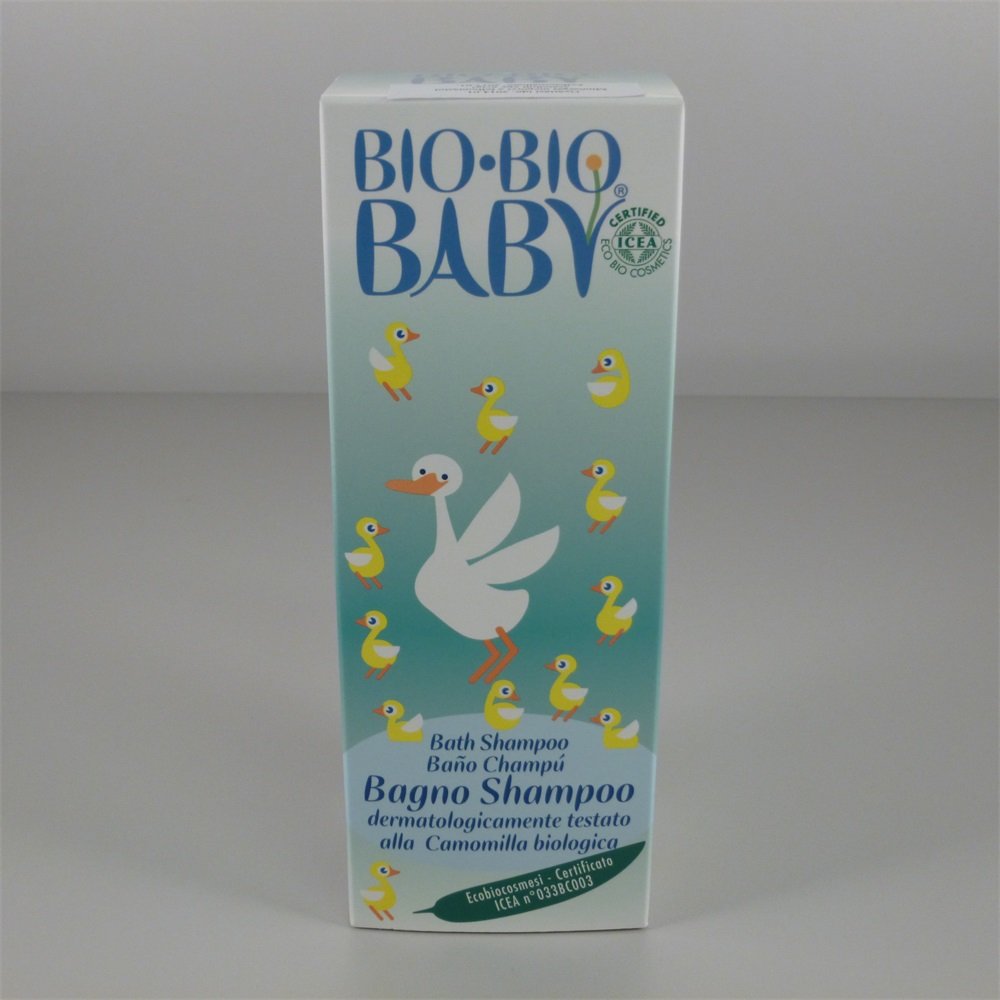 BABY
BIO•BIO
BABY®
CERTIFIED
ICEA
ECO BIO COSMETICS
Bath Shampoo
Baño Champú
Bagno Shampoo
dermatologicamente testato
alla Camomilla biologica
Ecobiocosmesi - Certificato
ICEA n°033BC003